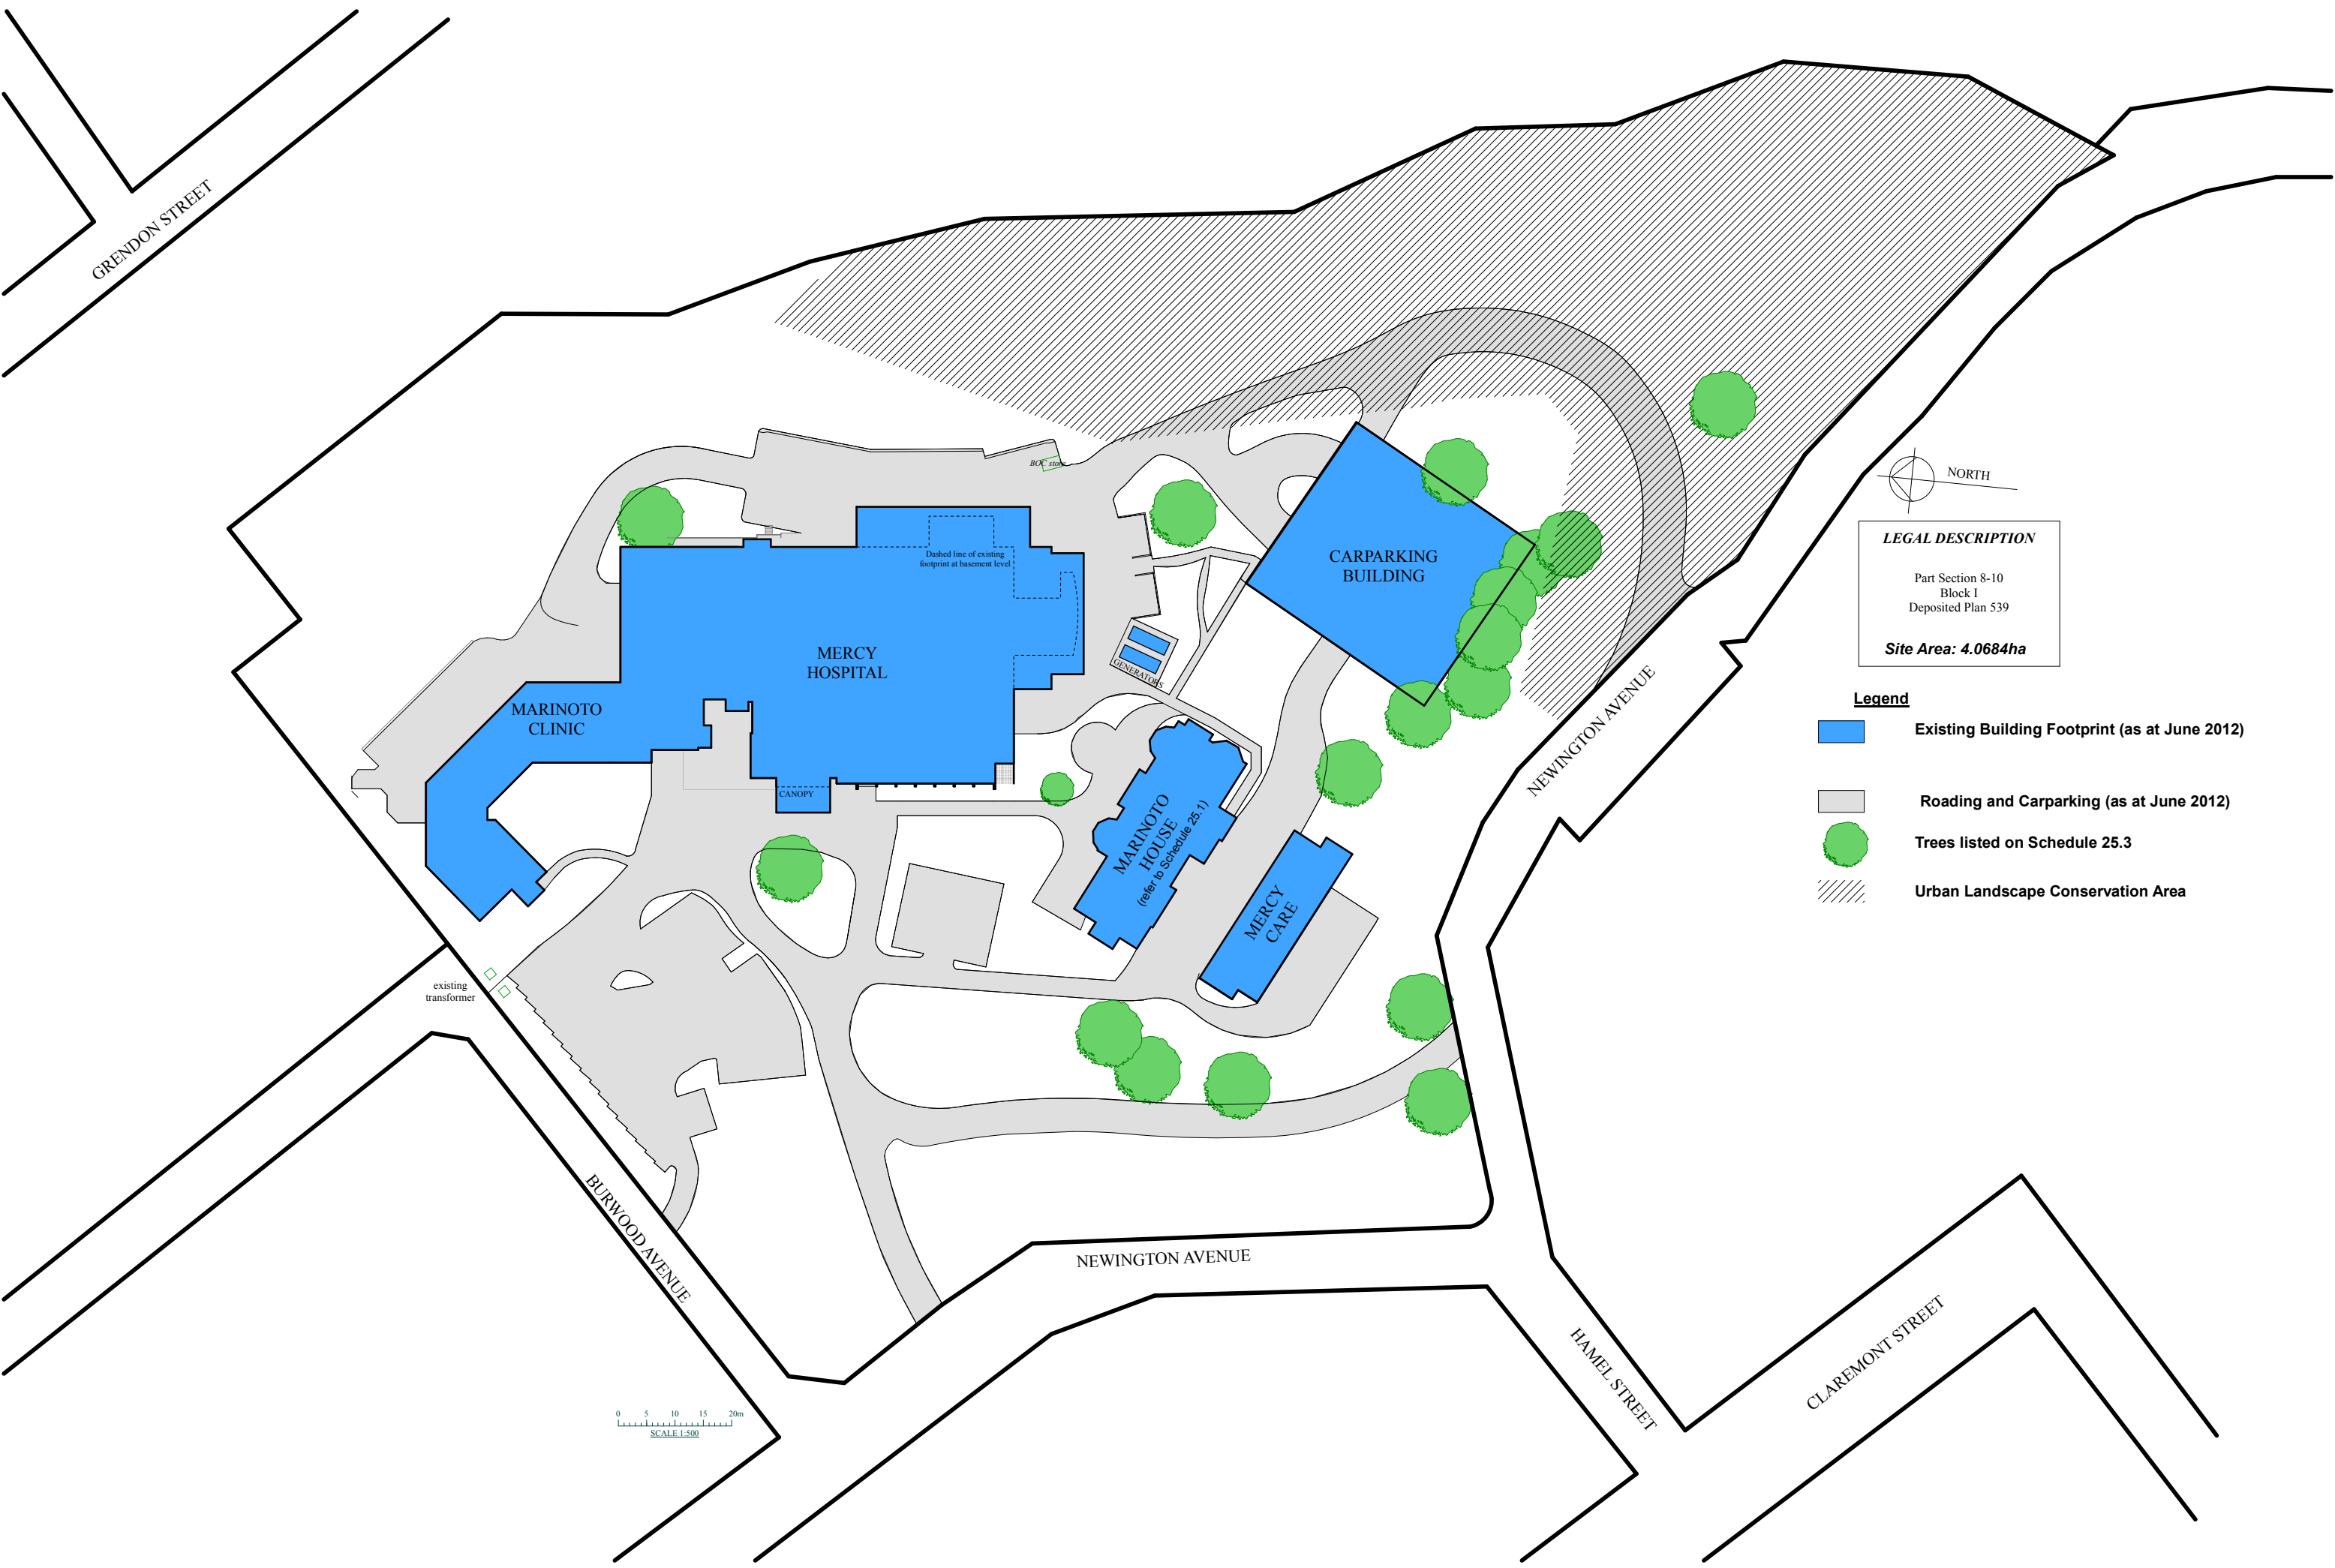 GRENDON STREET
BOC store
NORTH
LEGAL DESCRIPTION
Part Section 8-10
Block I
Deposited Plan 539
Site Area: 4.0684ha
Dashed line of existing
footprint at basement level
CARPARKING
BUILDING
MERCY
HOSPITAL
GENERATORS
MARINOTO
CLINIC
CANOPY
NEWINGTON AVENUE
Legend
Existing Building Footprint (as at June 2012)
Roading and Carparking (as at June 2012)
Trees listed on Schedule 25.3
Urban Landscape Conservation Area
MARINOTO
HOUSE
(refer to Schedule 25.1)
MERCY
CARE
existing
transformer
BURWOOD AVENUE
NEWINGTON AVENUE
HAMEL STREET
CLAREMONT STREET
0 5 10 15 20m
SCALE 1:500